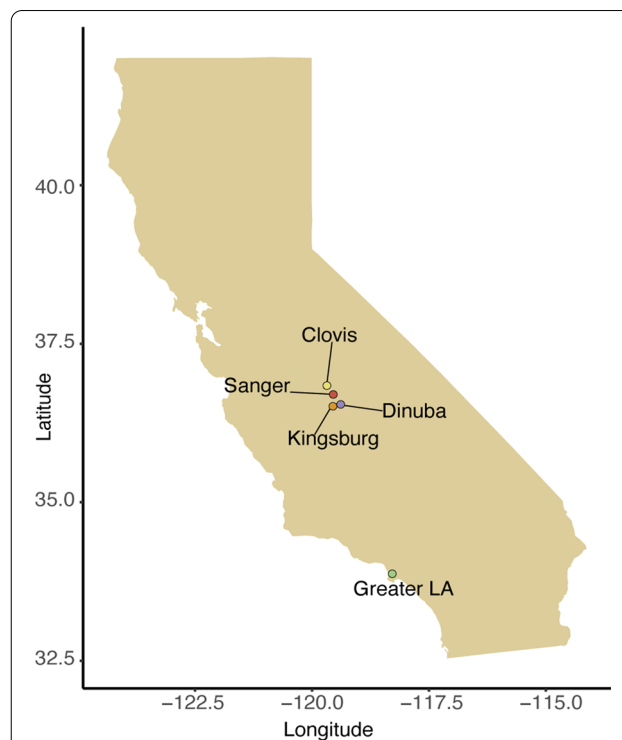 40.0
37.5
35.0
32.5
Latitude
Clovis
Sanger
Dinuba
Kingsburg
Greater LA
−122.5
−120.0
−117.5
−115.0
Longitude